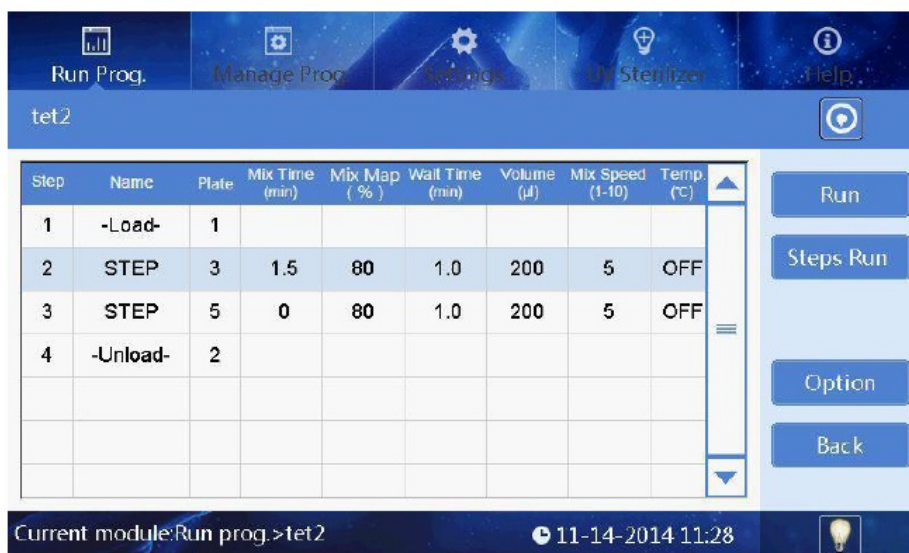 Run Prog. Manage Prog. Settings UV Sterilizer Help
tet2
Step Name Plate Mix Time (min) Mix Map ( % ) Wait Time (min) Volume (μl) Mix Speed (1-10) Temp. (℃)
1 -Load- 1
2 STEP 3 1.5 80 1.0 200 5 OFF
3 STEP 5 0 80 1.0 200 5 OFF
4 -Unload- 2
Run
Steps Run
Option
Back
Current module:Run prog.>tet2 11-14-2014 11:28